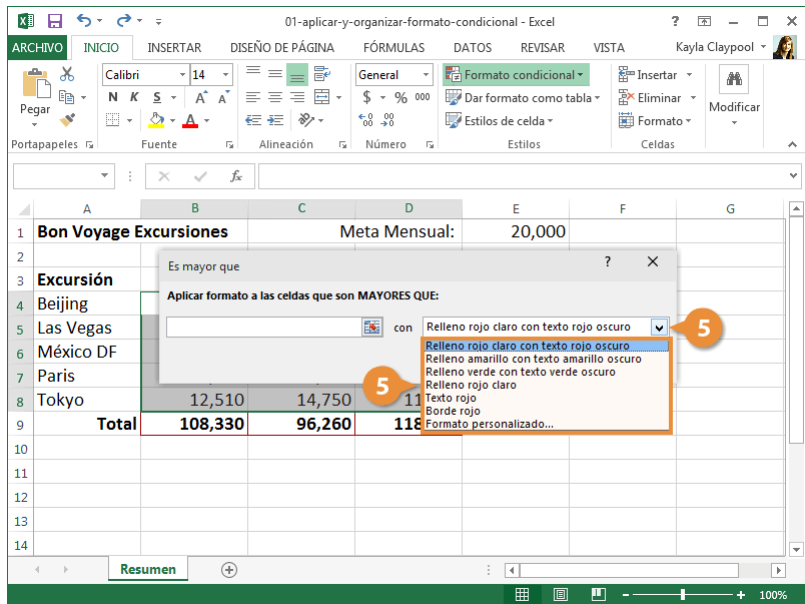 01-aplicar-y-organizar-formato-condicional - Excel ?
ARCHIVO INICIO INSERTAR DISEÑO DE PÁGINA FÓRMULAS DATOS REVISAR VISTA Kayla Claypool
Calibri 14 General Formato condicional Insertar
Pegar N K S A A $ % 000 Dar formato como tabla Eliminar Modificar
A Estilos de celda Formato
Portapapeles Fuente Alineación Número Estilos Celdas
fx
A B C D E F G
1 Bon Voyage Excursiones Meta Mensual: 20,000
2
Es mayor que ?
3 Excursión
Aplicar formato a las celdas que son MAYORES QUE:
4 Beijing
5 Las Vegas con Relleno rojo claro con texto rojo oscuro 5
Relleno rojo claro con texto rojo oscuro
6 México DF Relleno amarillo con texto amarillo oscuro
Relleno verde con texto verde oscuro
7 Paris 5 Relleno rojo claro
8 Tokyo 12,510 14,750 11 Texto rojo
Borde rojo
9 Total 108,330 96,260 118 Formato personalizado...
10
11
12
13
14
Resumen
100%